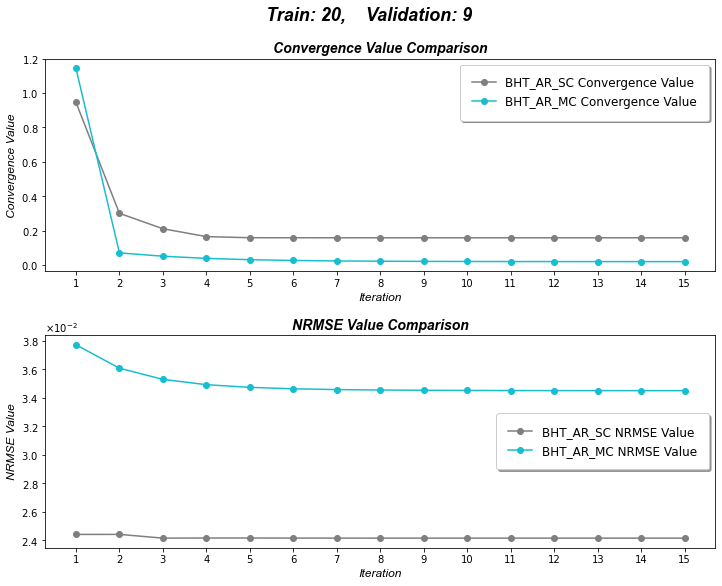 Train: 20,    Validation: 9
Convergence Value Comparison
Convergence Value
1.2
1.0
0.8
0.6
0.4
0.2
0.0
BHT_AR_SC Convergence Value
BHT_AR_MC Convergence Value
1 2 3 4 5 6 7 8 9 10 11 12 13 14 15
Iteration
NRMSE Value Comparison
×10⁻²
NRMSE Value
3.8
3.6
3.4
3.2
3.0
2.8
2.6
2.4
BHT_AR_SC NRMSE Value
BHT_AR_MC NRMSE Value
1 2 3 4 5 6 7 8 9 10 11 12 13 14 15
Iteration